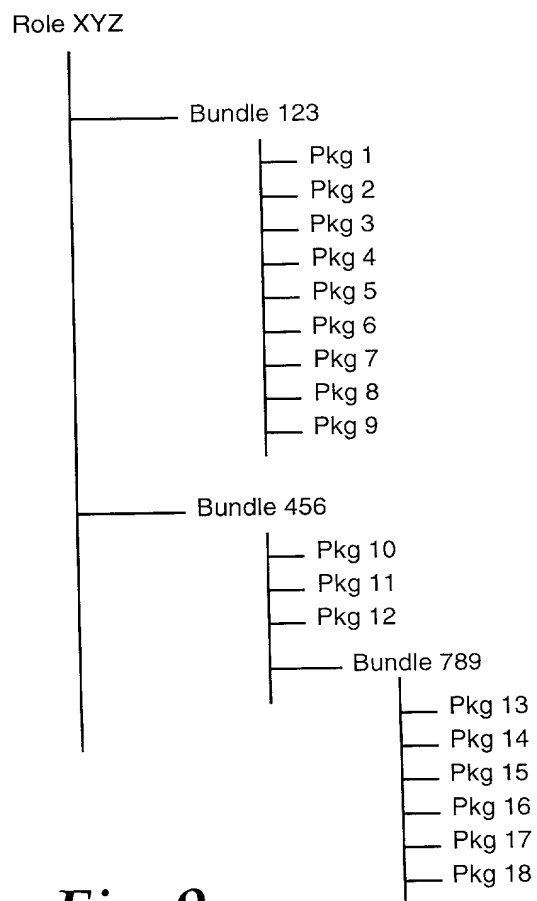 Role XYZ
Bundle 123
Pkg 1
Pkg 2
Pkg 3
Pkg 4
Pkg 5
Pkg 6
Pkg 7
Pkg 8
Pkg 9
Bundle 456
Pkg 10
Pkg 11
Pkg 12
Bundle 789
Pkg 13
Pkg 14
Pkg 15
Pkg 16
Pkg 17
Pkg 18